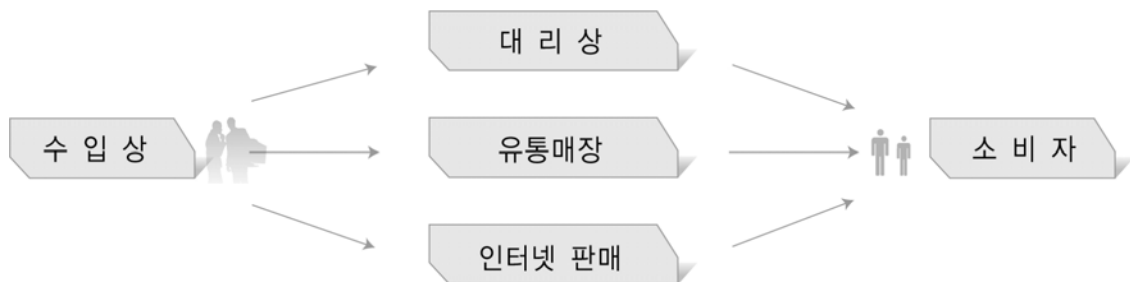 대 리 상
수 입 상
유통매장
소 비 자
인터넷 판매